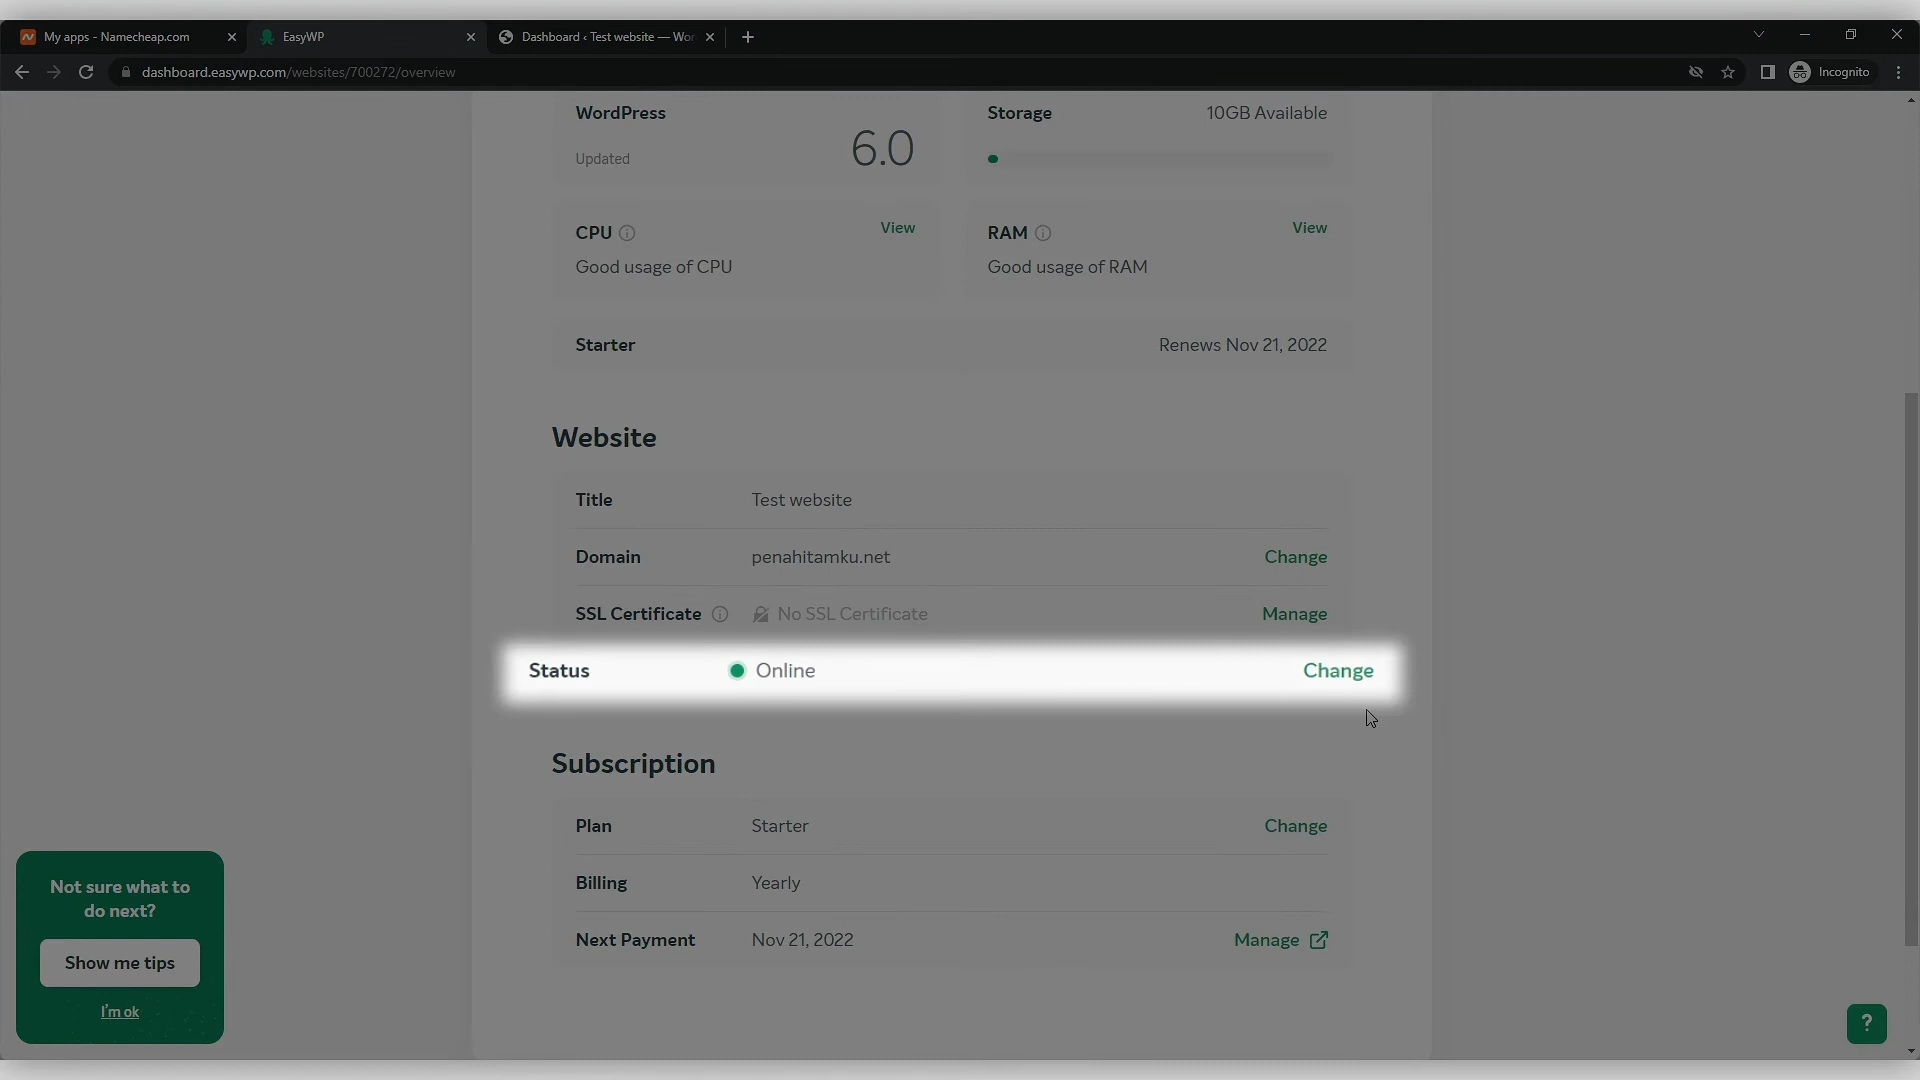 My apps - Namecheap.com
EasyWP
Dashboard ‹ Test website — Wor
dashboard.easywp.com/websites/700272/overview
Incognito
WordPress
Updated
6.0
Storage
10GB Available
CPU
View
Good usage of CPU
RAM
View
Good usage of RAM
Starter
Renews Nov 21, 2022
Website
Title
Test website
Domain
penahitamku.net
Change
SSL Certificate
No SSL Certificate
Manage
Status
Online
Change
Subscription
Plan
Starter
Change
Billing
Yearly
Next Payment
Nov 21, 2022
Manage
Not sure what to
do next?
Show me tips
I'm ok
?